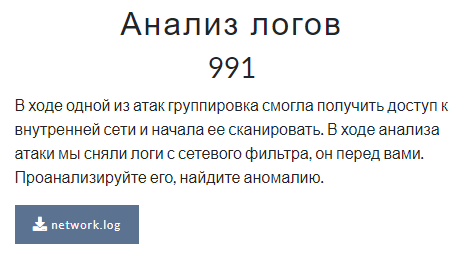 Анализ логов
991
В ходе одной из атак группировка смогла получить доступ к
внутренней сети и начала ее сканировать. В ходе анализа
атаки мы сняли логи с сетевого фильтра, он перед вами.
Проанализируйте его, найдите аномалию.
network.log